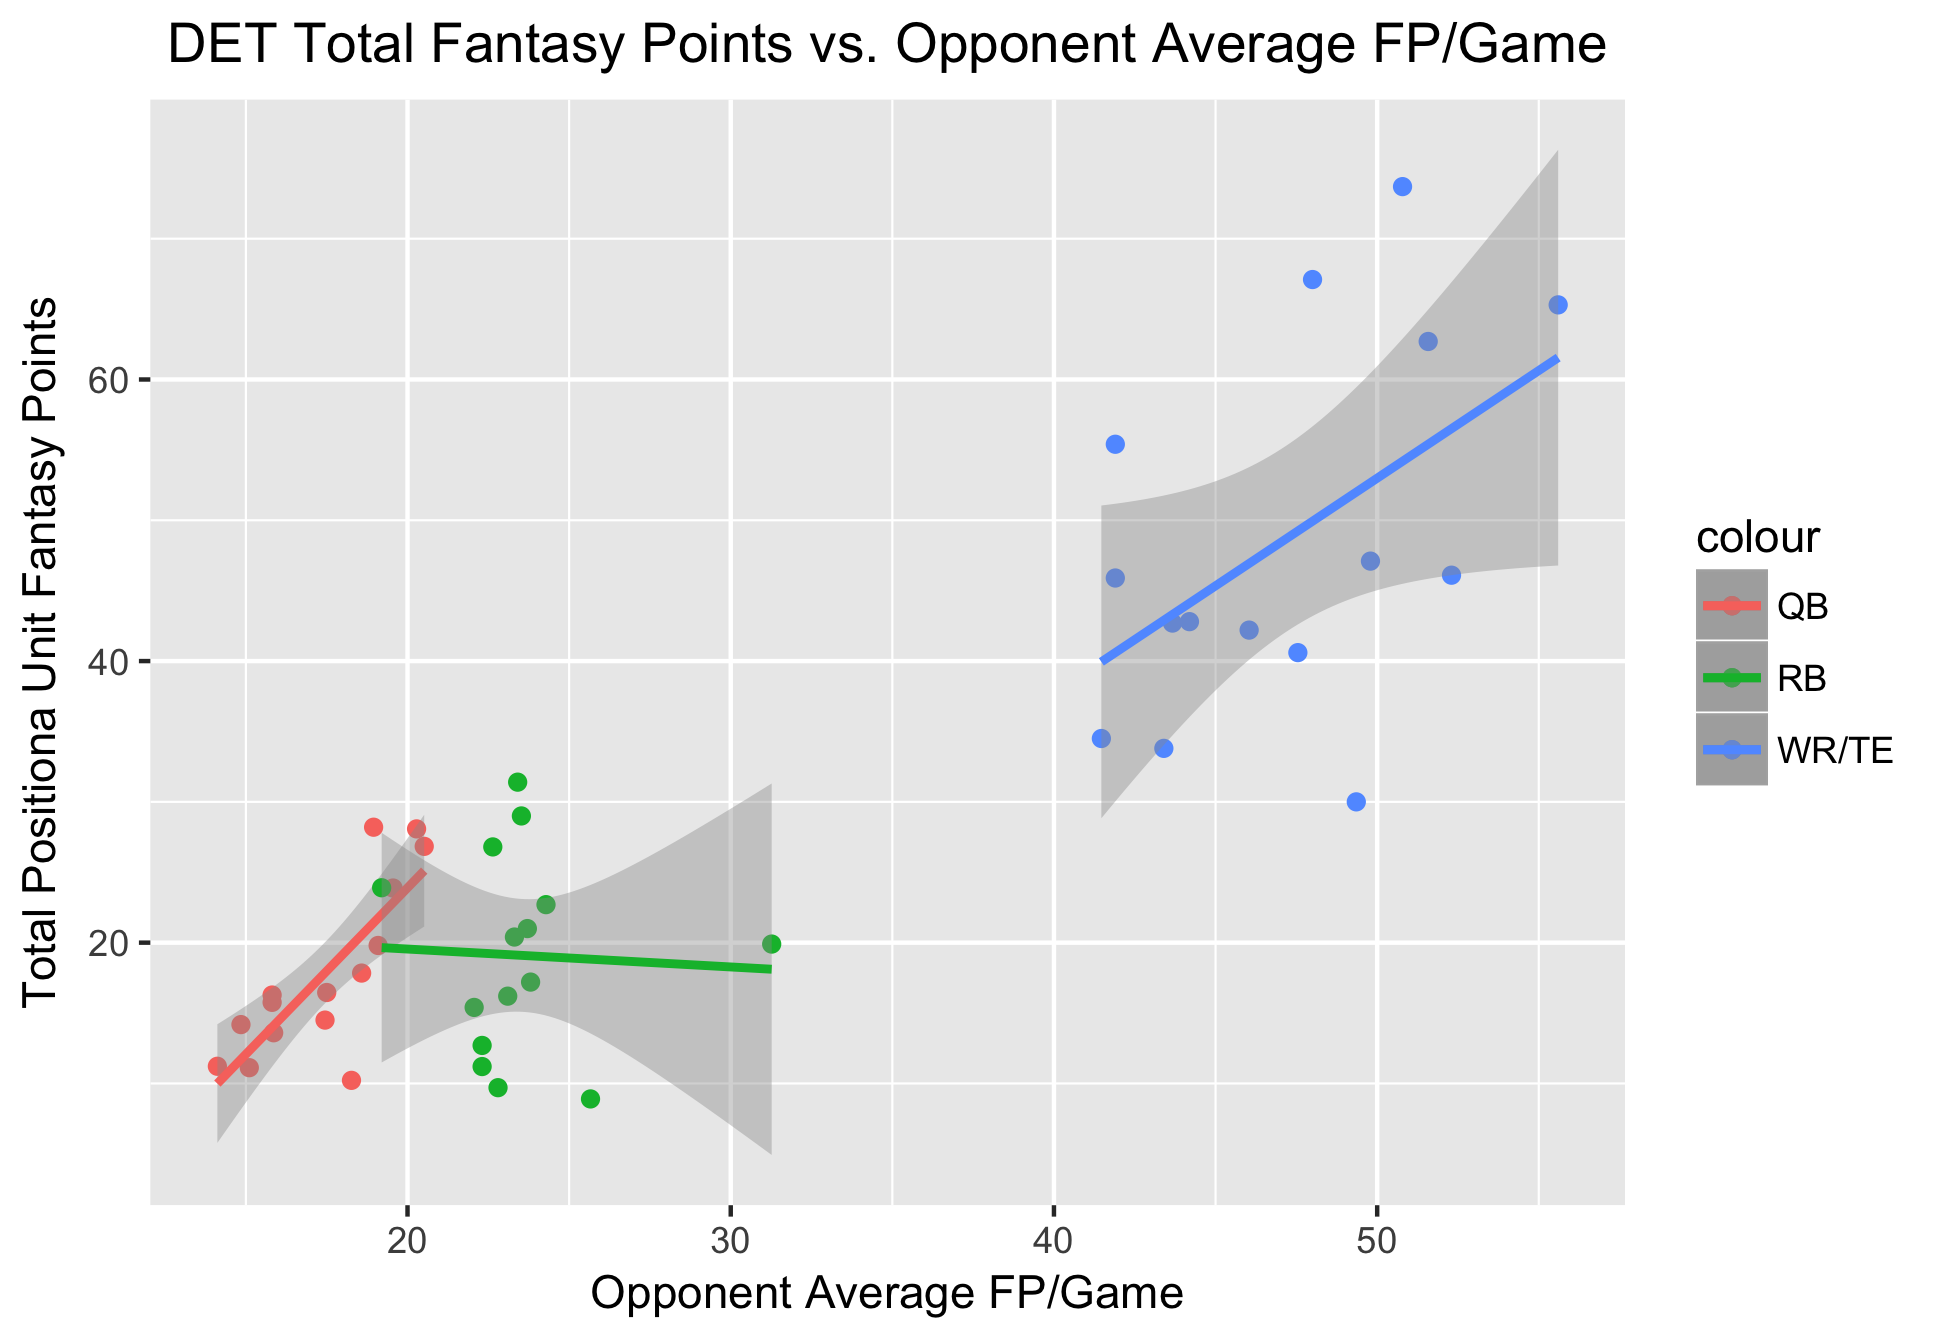 DET Total Fantasy Points vs. Opponent Average FP/Game
Total Positiona Unit Fantasy Points
60
40
20
20
30
40
50
Opponent Average FP/Game
colour
QB
RB
WR/TE